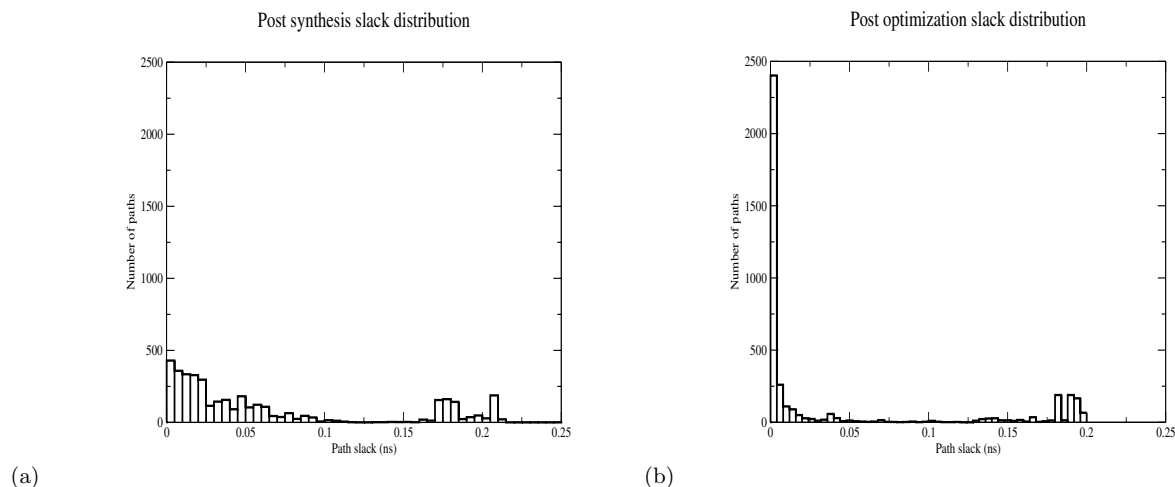 Post synthesis slack distribution
2500
2000
1500
1000
500
0
Number of paths
0 0.05 0.1 0.15 0.2 0.25
Path slack (ns)
(a)
Post optimization slack distribution
2500
2000
1500
1000
500
0
Number of paths
0 0.05 0.1 0.15 0.2 0.25
Path slack (ns)
(b)